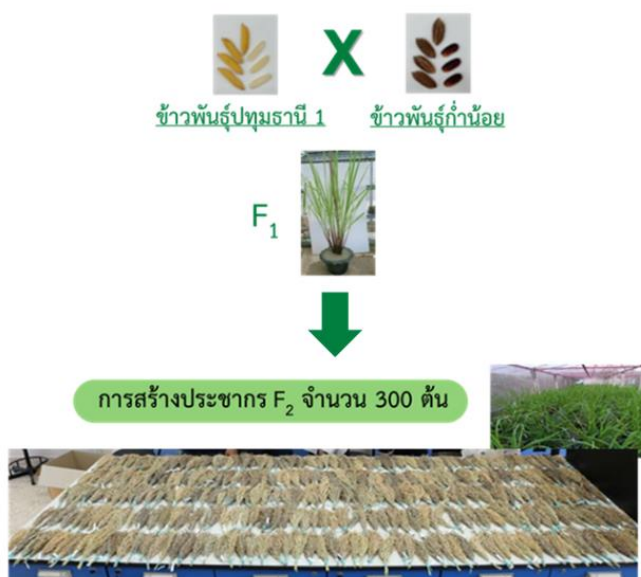 X
ข้าวพันธุ์ปทุมธานี 1 ข้าวพันธุ์ก่ำน้อย
F₁
การสร้างประชากร F₂ จำนวน 300 ต้น